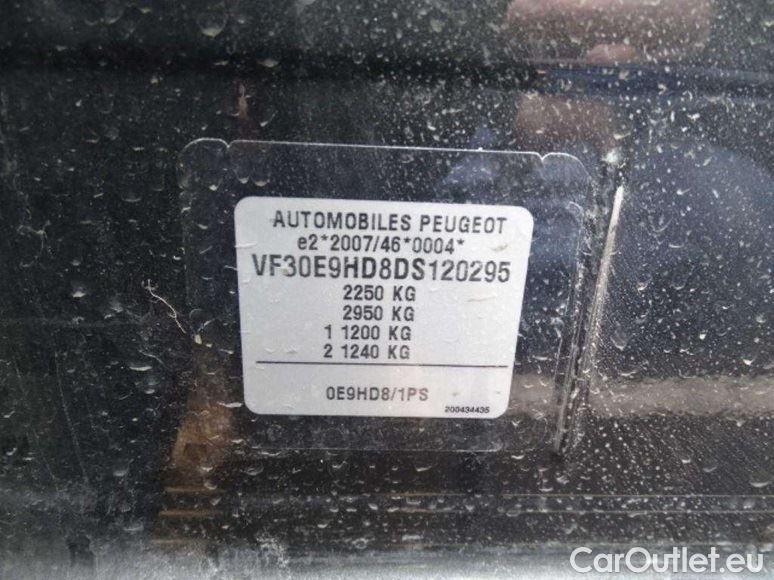 AUTOMOBILES PEUGEOT
e2*2007/46*0004*
VF30E9HD8DS120295
2250 KG
2950 KG
1 1200 KG
2 1240 KG
0E9HD8/1PS
200434435
CarOutlet.eu